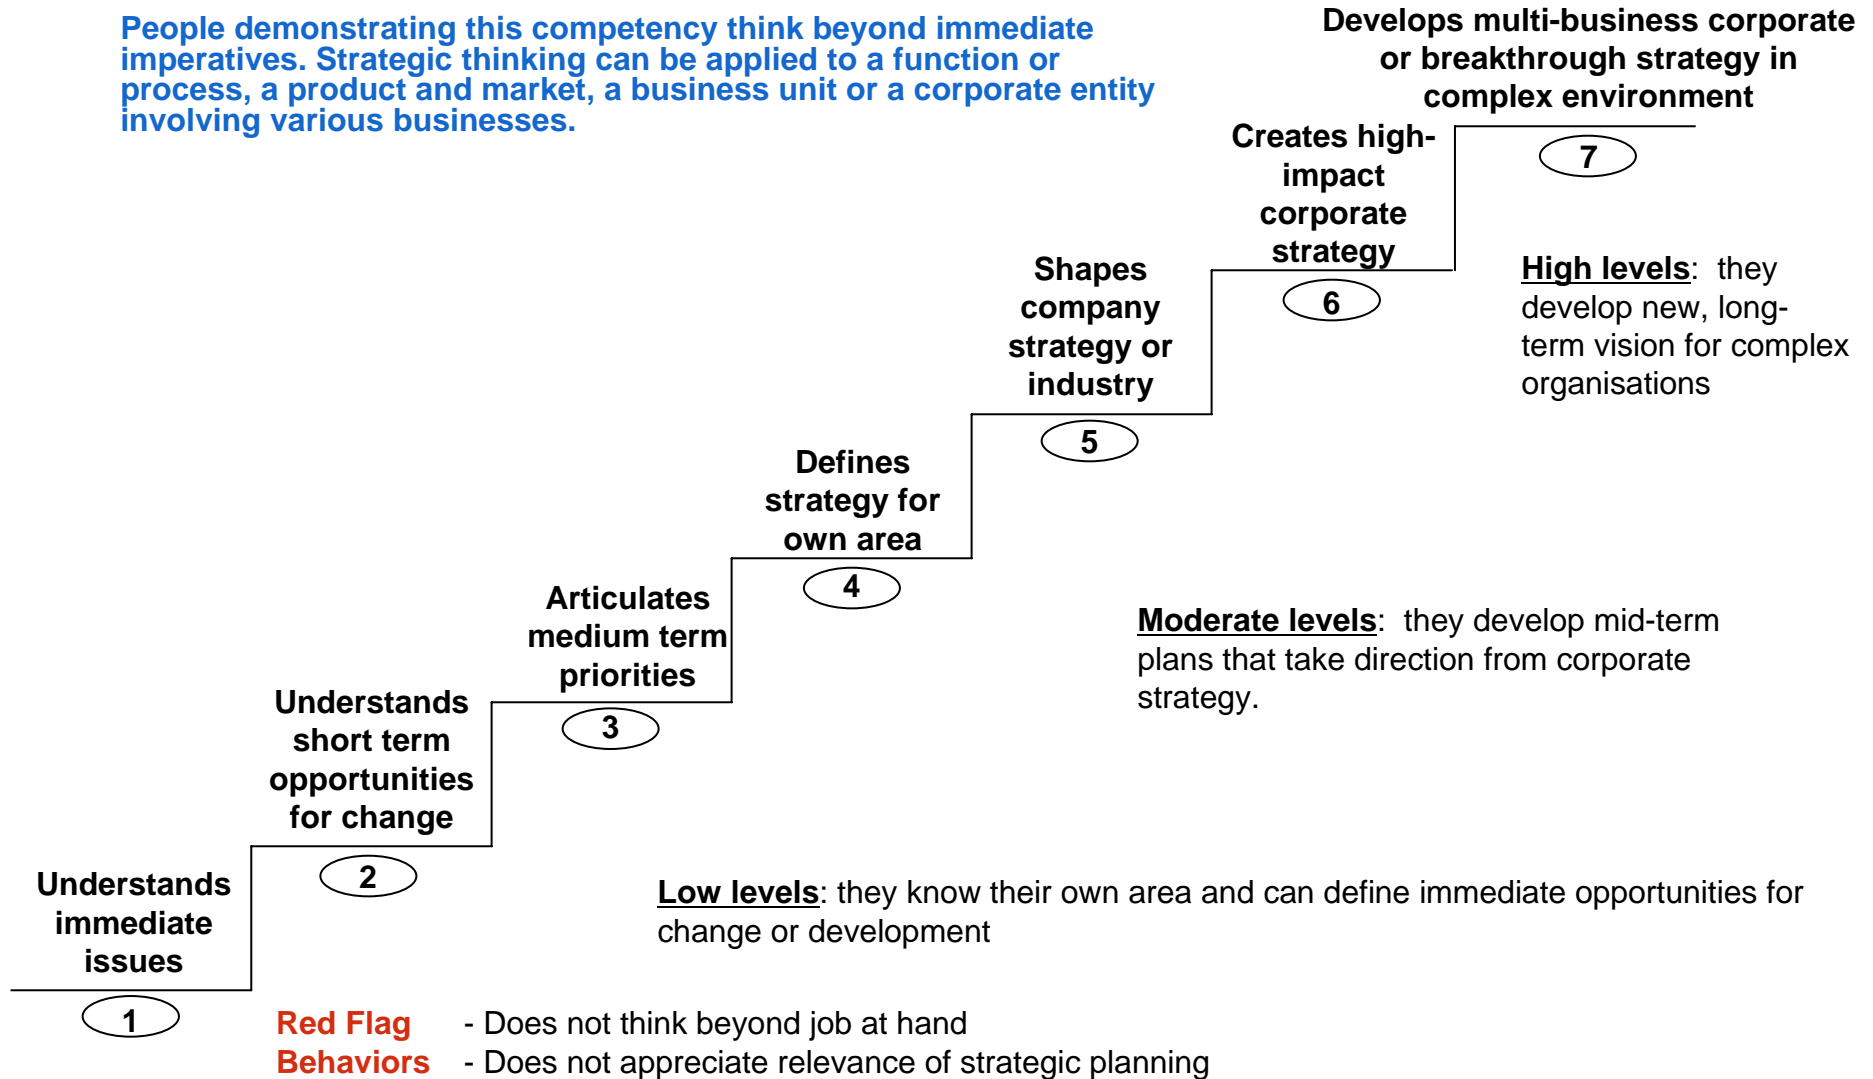 People demonstrating this competency think beyond immediate
imperatives. Strategic thinking can be applied to a function or
process, a product and market, a business unit or a corporate entity
involving various businesses.
Develops multi-business corporate
or breakthrough strategy in
complex environment
7
Creates high-
impact
corporate
strategy
6
High levels:  they
develop new, long-
term vision for complex
organisations
Shapes
company
strategy or
industry
5
Defines
strategy for
own area
4
Articulates
medium term
priorities
3
Moderate levels:  they develop mid-term
plans that take direction from corporate
strategy.
Understands
short term
opportunities
for change
2
Low levels: they know their own area and can define immediate opportunities for
change or development
Understands
immediate
issues
1
Red Flag - Does not think beyond job at hand
Behaviors - Does not appreciate relevance of strategic planning